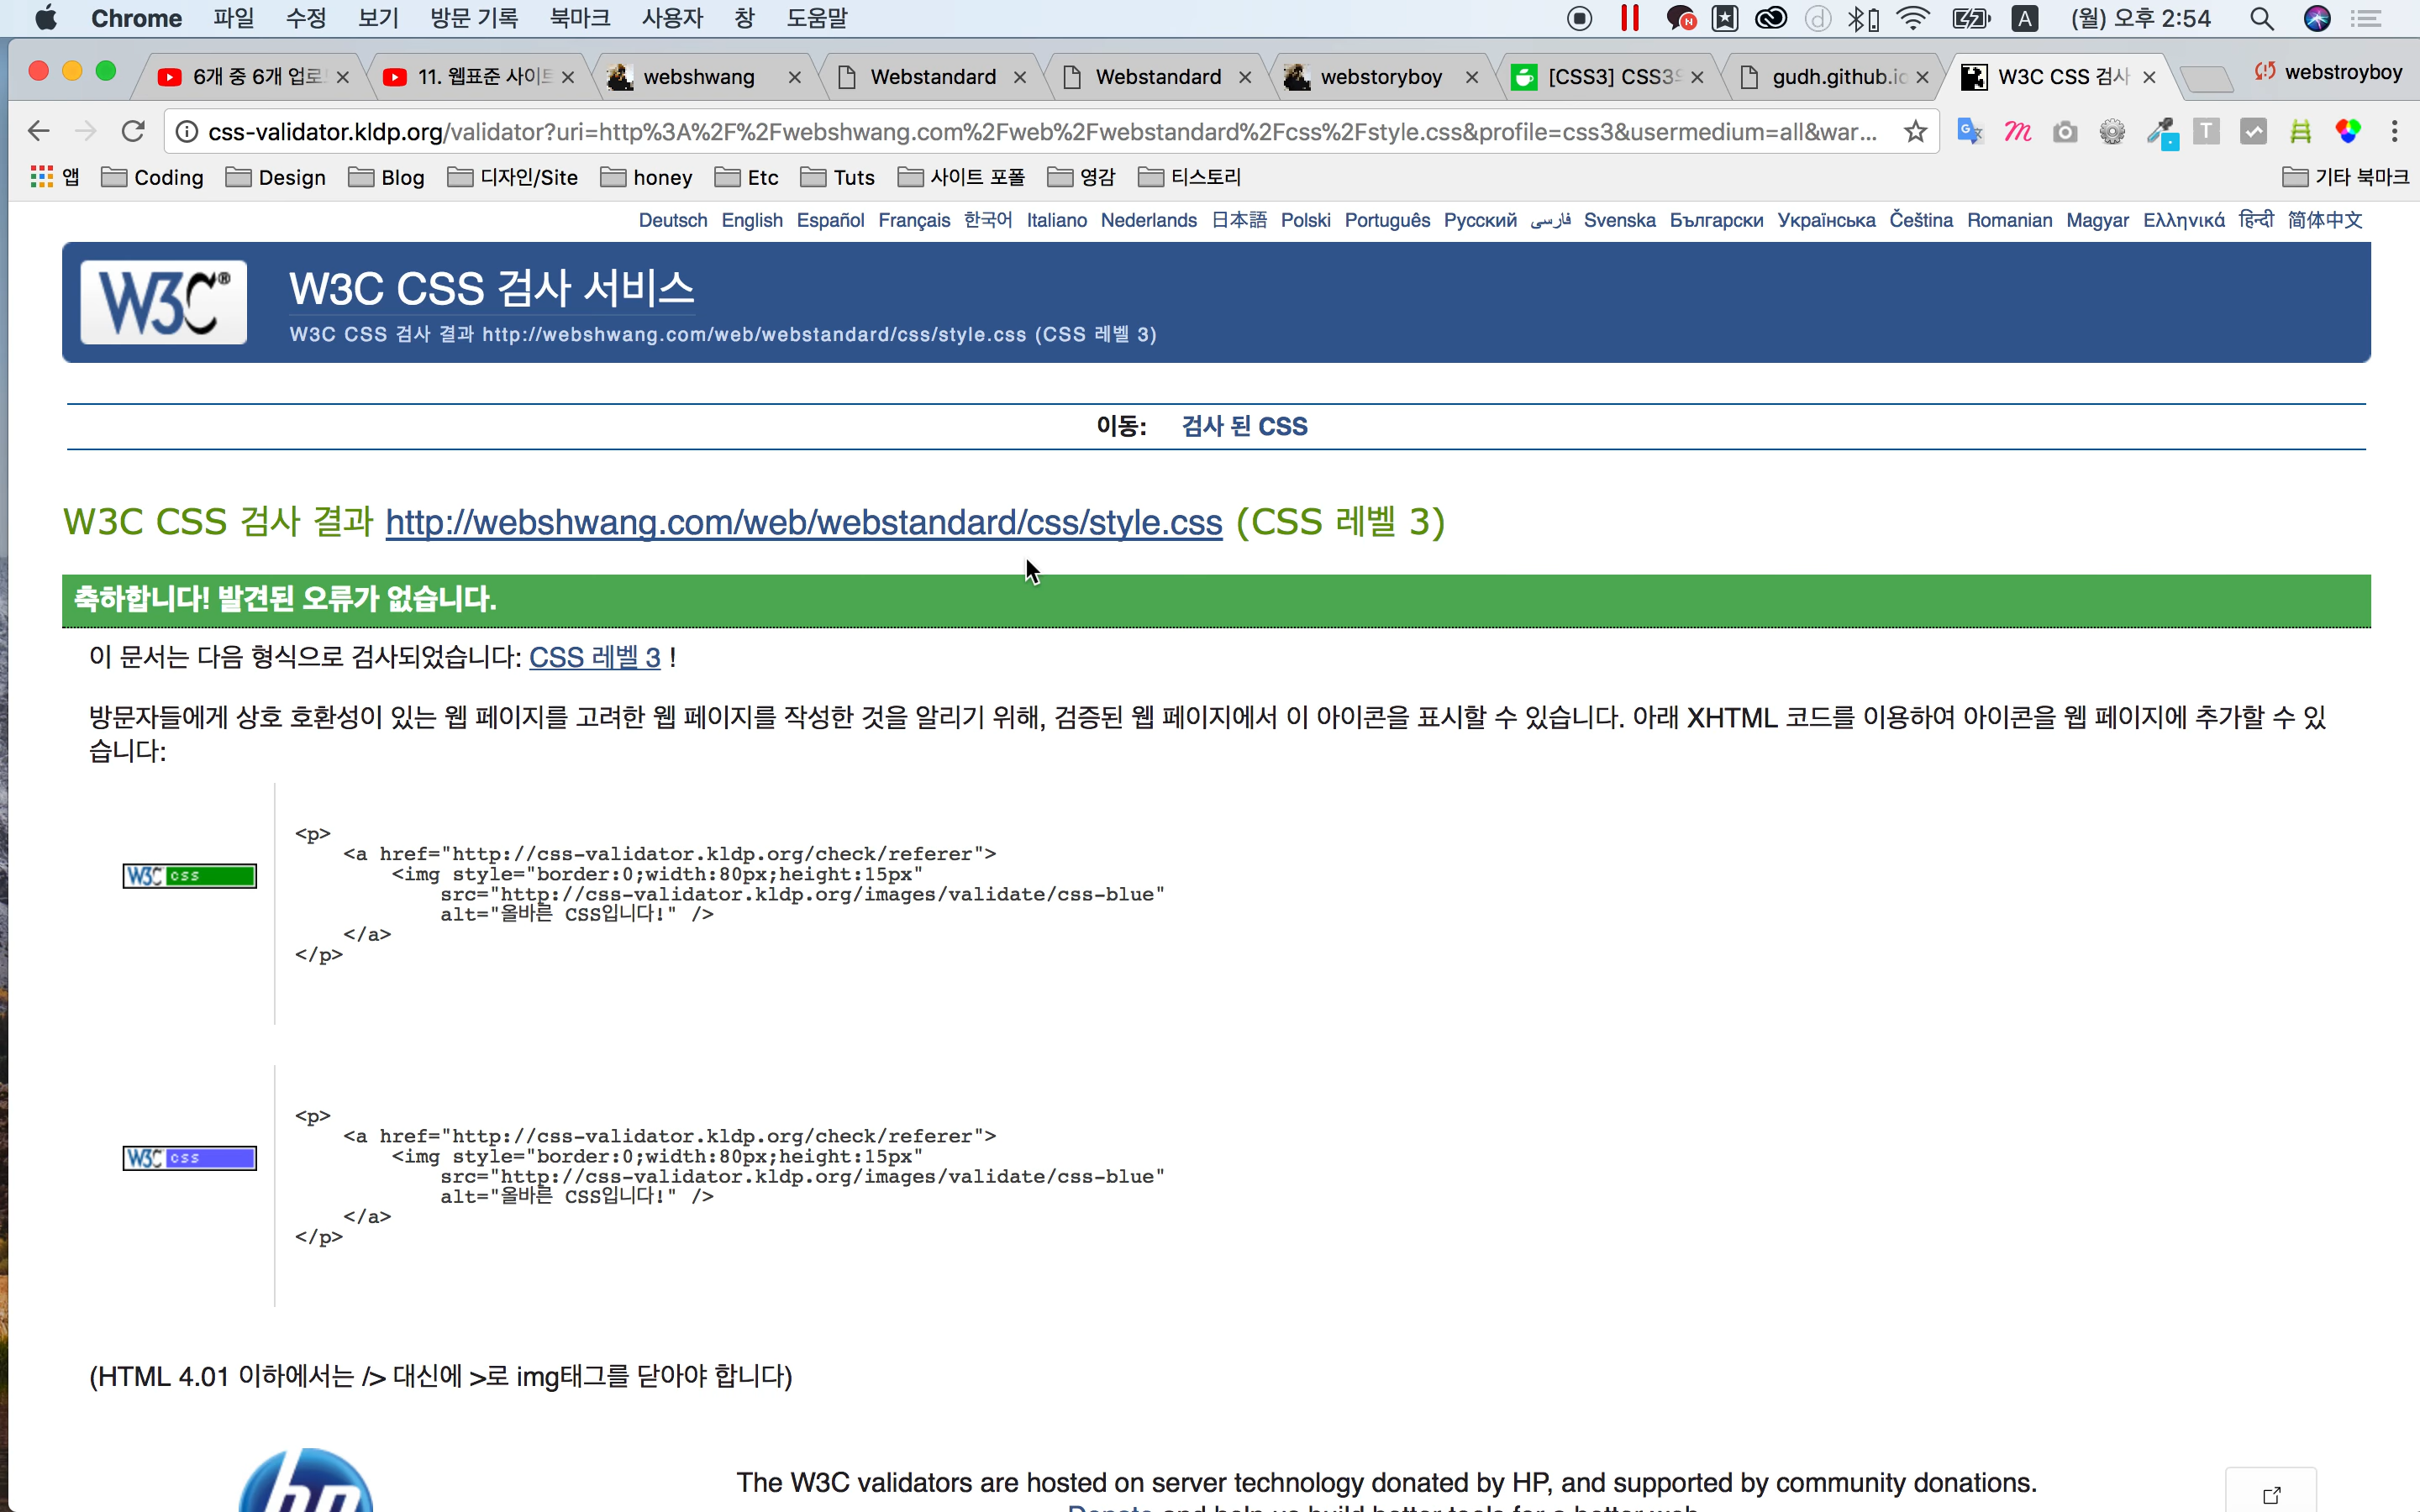 Chrome 파일 수정 보기 방문 기록 북마크 사용자 창 도움말 (월) 오후 2:54
6개 중 6개 업로 11. 웹표준 사이트 webshwang Webstandard Webstandard webstoryboy [CSS3] CSS3 gudh.github.io W3C CSS 검사 webstroyboy
css-validator.kldp.org/validator?uri=http%3A%2F%2Fwebshwang.com%2Fweb%2Fwebstandard%2Fcss%2Fstyle.css&profile=css3&usermedium=all&war...
앱 Coding Design Blog 디자인/Site honey Etc Tuts 사이트 포폴 영감 티스토리 기타 북마크
Deutsch English Español Français 한국어 Italiano Nederlands 日本語 Polski Português Русский فارسی Svenska Български Українська Čeština Romanian Magyar Ελληνικά हिन्दी 简体中文
W3C® W3C CSS 검사 서비스
W3C CSS 검사 결과 http://webshwang.com/web/webstandard/css/style.css (CSS 레벨 3)
이동: 검사 된 CSS
W3C CSS 검사 결과 http://webshwang.com/web/webstandard/css/style.css (CSS 레벨 3)
축하합니다! 발견된 오류가 없습니다.
이 문서는 다음 형식으로 검사되었습니다: CSS 레벨 3 !
방문자들에게 상호 호환성이 있는 웹 페이지를 고려한 웹 페이지를 작성한 것을 알리기 위해, 검증된 웹 페이지에서 이 아이콘을 표시할 수 있습니다. 아래 XHTML 코드를 이용하여 아이콘을 웹 페이지에 추가할 수 있
습니다:
<p>
<a href="http://css-validator.kldp.org/check/referer">
W3C css <img style="border:0;width:80px;height:15px"
src="http://css-validator.kldp.org/images/validate/css-blue"
alt="올바른 CSS입니다!" />
</a>
</p>
<p>
<a href="http://css-validator.kldp.org/check/referer">
W3C css <img style="border:0;width:80px;height:15px"
src="http://css-validator.kldp.org/images/validate/css-blue"
alt="올바른 CSS입니다!" />
</a>
</p>
(HTML 4.01 이하에서는 /> 대신에 >로 img태그를 닫아야 합니다)
hp The W3C validators are hosted on server technology donated by HP, and supported by community donations.
Donate and help us build better tools for a better web